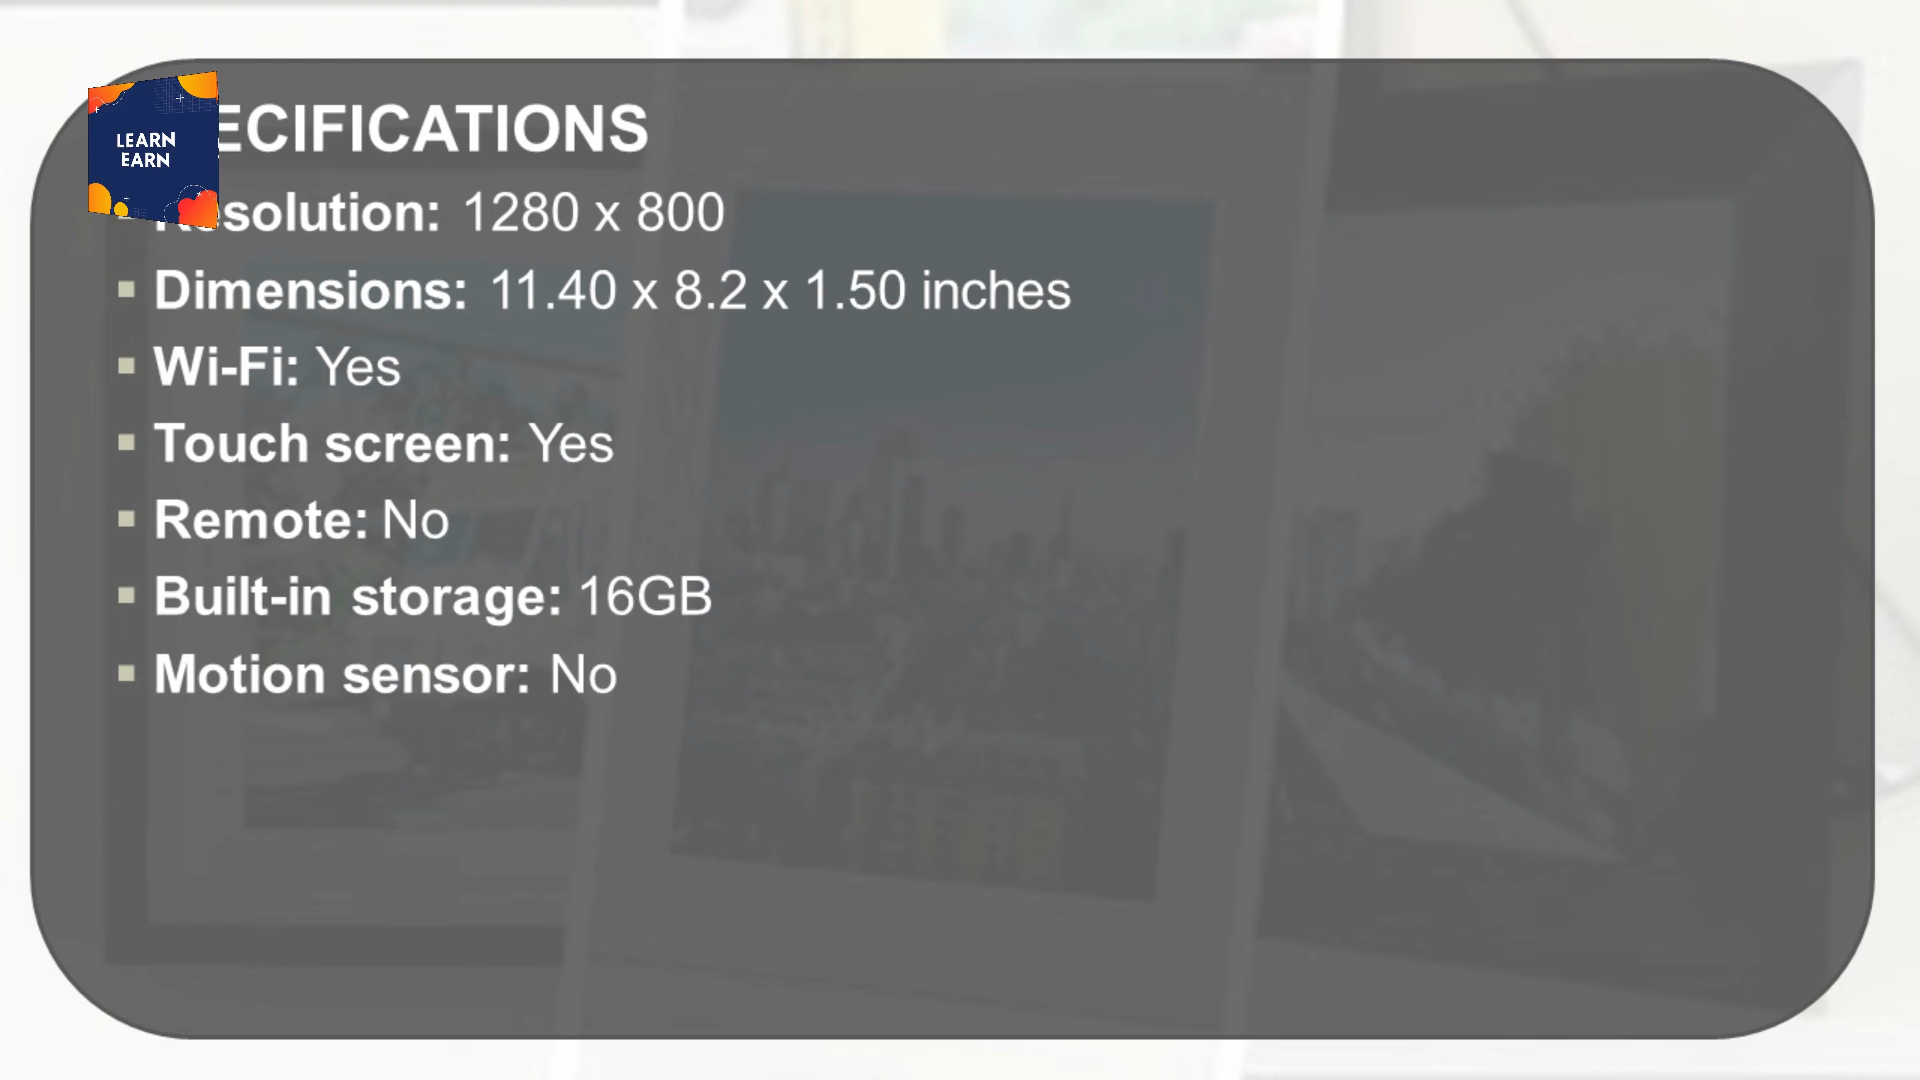 LEARN
EARN
ECIFICATIONS
Resolution: 1280 x 800
Dimensions: 11.40 x 8.2 x 1.50 inches
Wi-Fi: Yes
Touch screen: Yes
Remote: No
Built-in storage: 16GB
Motion sensor: No